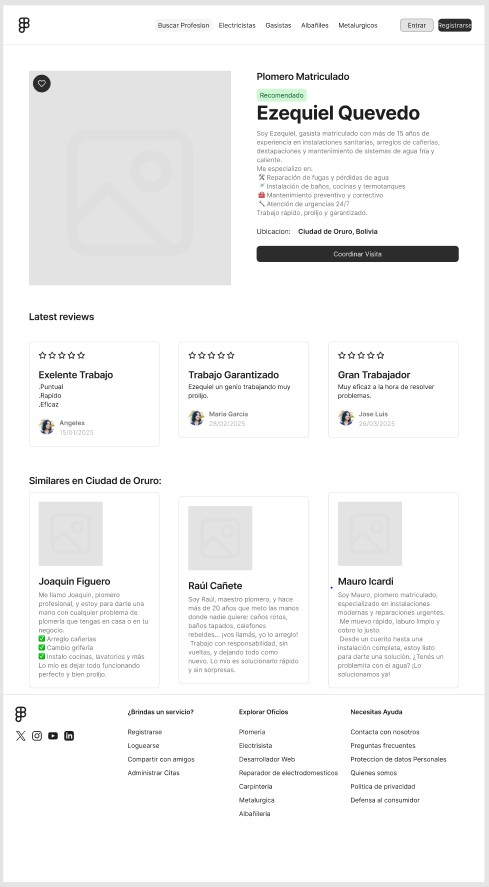 Buscar Profesion Electricistas Gasistas Albañiles Metalurgicos Entrar Registrarse
Plomero Matriculado
Recomendado
Ezequiel Quevedo
Soy Ezequiel, gasista matriculado con más de 15 años de
experiencia en instalaciones sanitarias, arreglos de cañerías,
destapaciones y mantenimiento de sistemas de agua fría y
caliente.
Me especializo en:
🛠️ Reparación de fugas y pérdidas de agua
🚿 Instalación de baños, cocinas y termotanques
🧰 Mantenimiento preventivo y correctivo
🔧 Atención de urgencias 24/7
Trabajo rápido, prolijo y garantizado.
Ubicacion: Ciudad de Oruro, Bolivia
Coordinar Visita
Latest reviews
Exelente Trabajo
.Puntual
.Rapido
.Eficaz
Angeles
15/01/2025
Trabajo Garantizado
Ezequiel un genio trabajando muy
prolijo.
Maria Garcia
28/02/2025
Gran Trabajador
Muy eficaz a la hora de resolver
problemas.
Jose Luis
26/03/2025
Similares en Ciudad de Oruro:
Joaquin Figuero
Me llamo Joaquín, plomero
profesional, y estoy para darte una
mano con cualquier problema de
plomería que tengas en casa o en tu
negocio.
✅ Arreglo cañerías
✅ Cambio grifería
✅ Instalo cocinas, lavatorios y más
Lo mío es dejar todo funcionando
perfecto y bien prolijo.
Raúl Cañete
Soy Raúl, maestro plomero, y hace
más de 20 años que meto las manos
donde nadie quiere: caños rotos,
baños tapados, calefones
rebeldes... ¡vos llamás, yo lo arreglo!
Trabajo con responsabilidad, sin
vueltas, y dejando todo como
nuevo. Lo mío es solucionarlo rápido
y sin sorpresas.
Mauro Icardi
Soy Mauro, plomero matriculado,
especializado en instalaciones
modernas y reparaciones urgentes.
Me muevo rápido, laburo limpio y
cobro lo justo.
Desde un cuerito hasta una
instalación completa, estoy listo
para darte una solución. ¿Tenés un
problemita con el agua? ¡Lo
solucionamos ya!
¿Brindas un servicio?
Registrarse
Loguearse
Compartir con amigos
Administrar Citas
Explorar Oficios
Plomeria
Electrisista
Desarrollador Web
Reparador de electrodomesticos
Carpinteria
Metalurgica
Albañileria
Necesitas Ayuda
Contacta con nosotros
Preguntas frecuentes
Proteccion de datos Personales
Quienes somos
Politica de privacidad
Defensa al consumidor